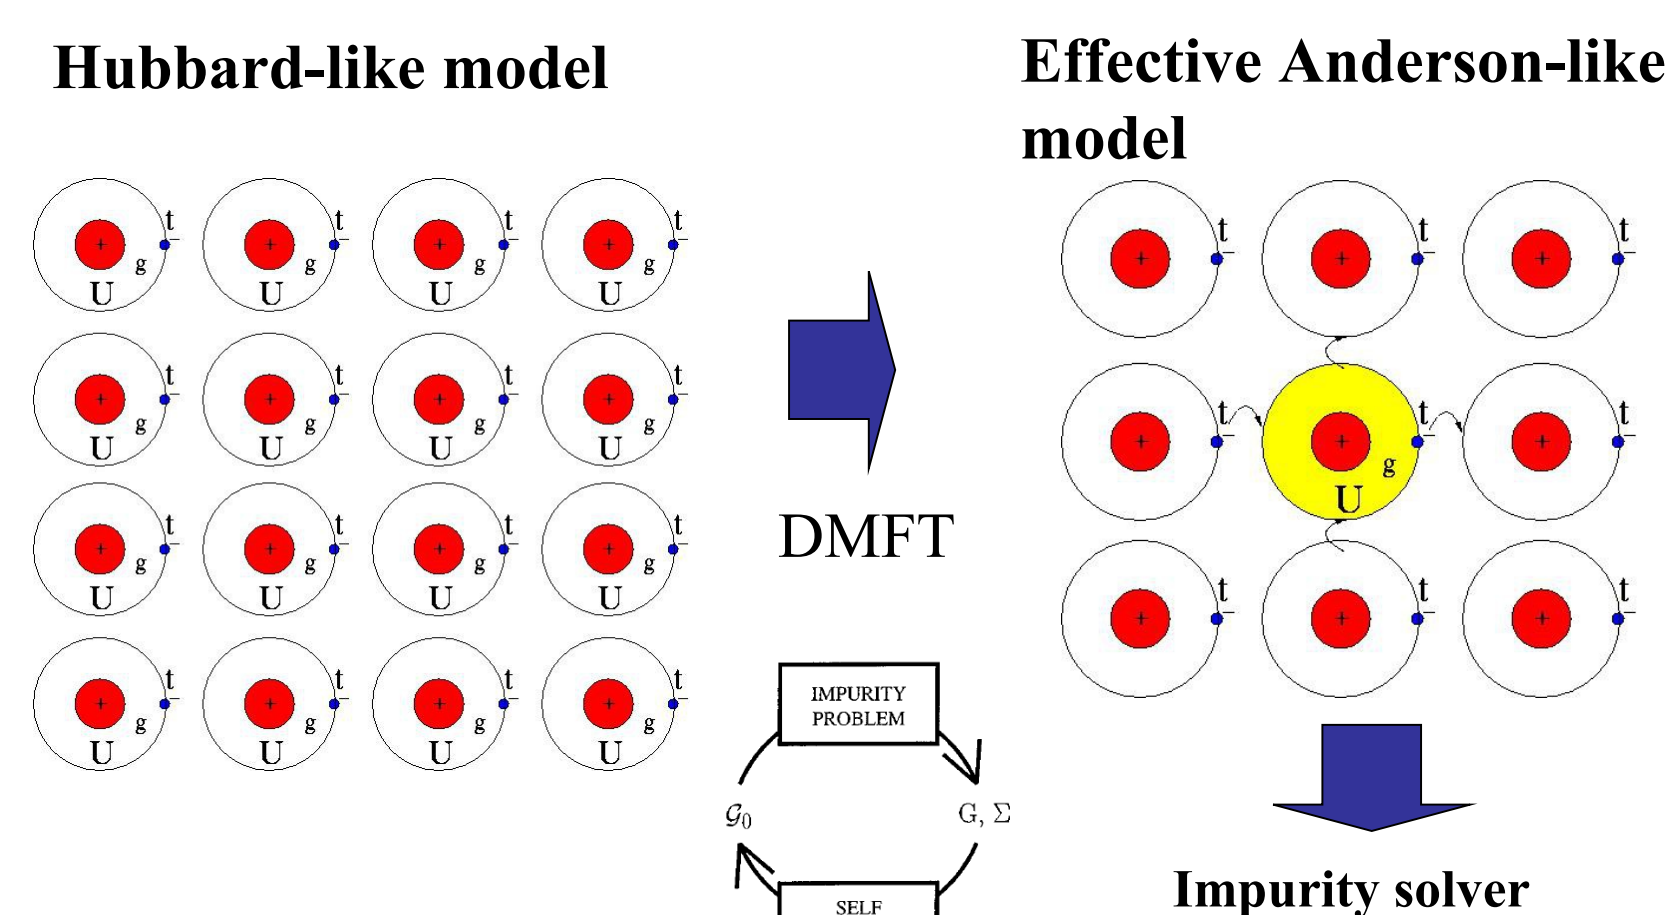 Hubbard-like model
Effective Anderson-like
model
t t t t
− − − −
+ + + +
g g g g
U U U U
t t t t
− − − −
+ + + +
g g g g
U U U U
t t t t
− − − −
+ + + +
g g g g
U U U U
t t t t
− − − −
+ + + +
g g g g
U U U U
DMFT
t t t
− − −
+ + +
t t t
− − −
+ + +
g
U
t t t
− − −
+ + +
IMPURITY
PROBLEM
𝒢₀
G, Σ
SELF
Impurity solver